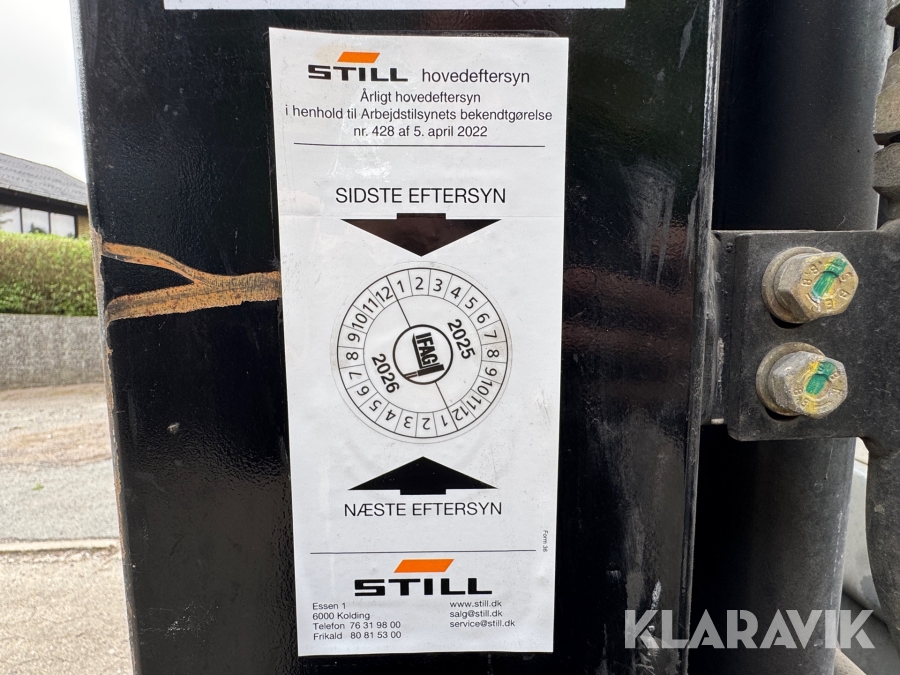 STILL hovedeftersyn
Årligt hovedeftersyn
i henhold til Arbejdstilsynets bekendtgørelse
nr. 428 af 5. april 2022
SIDSTE EFTERSYN
1 2 3 4 5 6 7 8 9 10 11 12
2025
IFAG
2026
1 2 3 4 5 6 7 8 9 10 11 12
NÆSTE EFTERSYN
Form 36
STILL
Essen 1
6000 Kolding
Telefon 76 31 98 00
Frikald 80 81 53 00
www.still.dk
salg@still.dk
service@still.dk
KLARAVIK